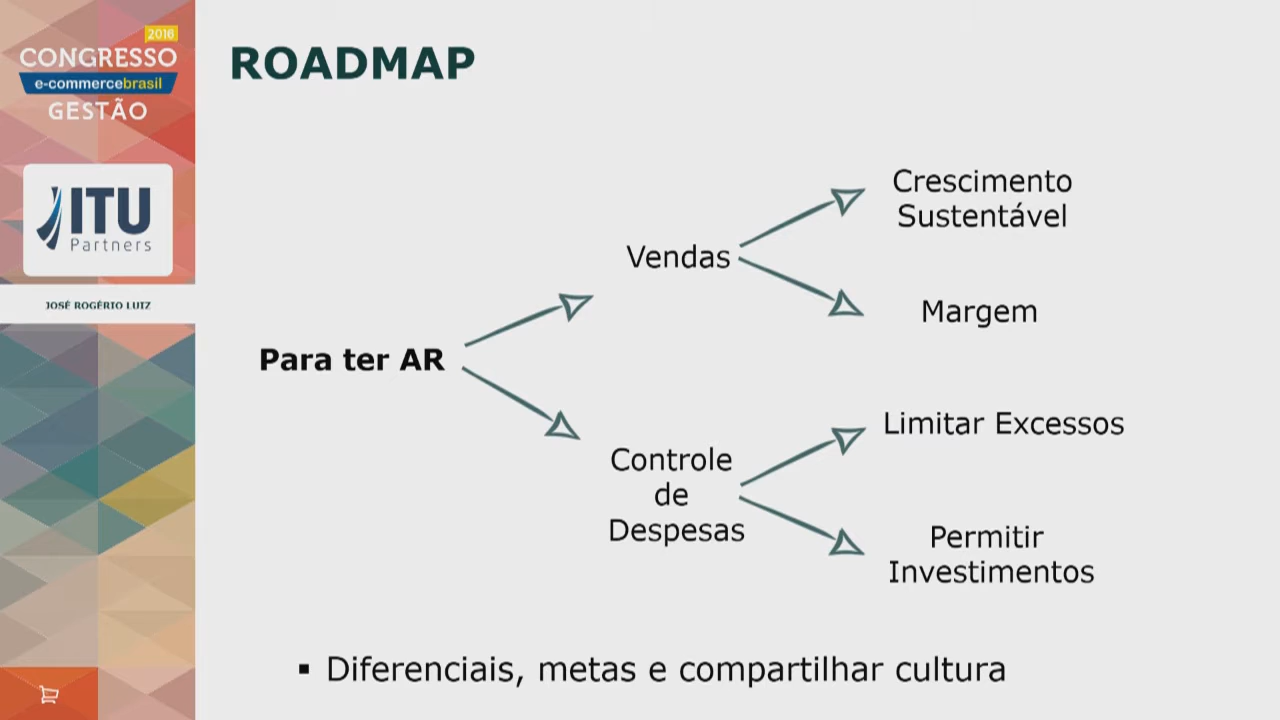 2016
CONGRESSO
e-commercebrasil
GESTÃO
ITU
Partners
JOSÉ ROGÉRIO LUIZ
ROADMAP
Para ter AR
Vendas
Crescimento
Sustentável
Margem
Controle
de
Despesas
Limitar Excessos
Permitir
Investimentos
▪ Diferenciais, metas e compartilhar cultura